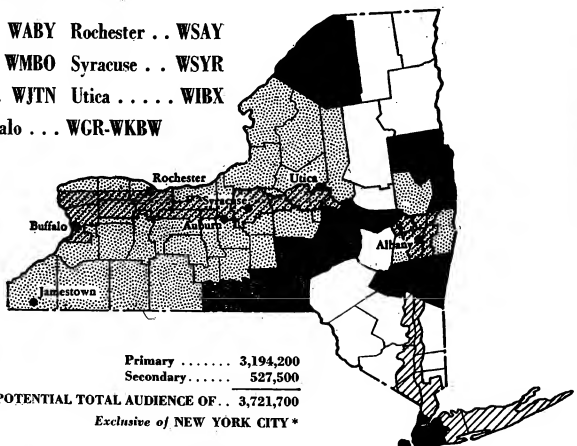 WABY Rochester . . WSAY
WMBO Syracuse . . WSYR
. WJTN Utica . . . . . WIBX
alo . . . WGR-WKBW
Rochester
Utica
Syracuse
Buffalo
Auburn
Albany
Jamestown
Primary . . . . . . . 3,194,200
Secondary . . . . . . 527,500
POTENTIAL TOTAL AUDIENCE OF . . 3,721,700
Exclusive of NEW YORK CITY*